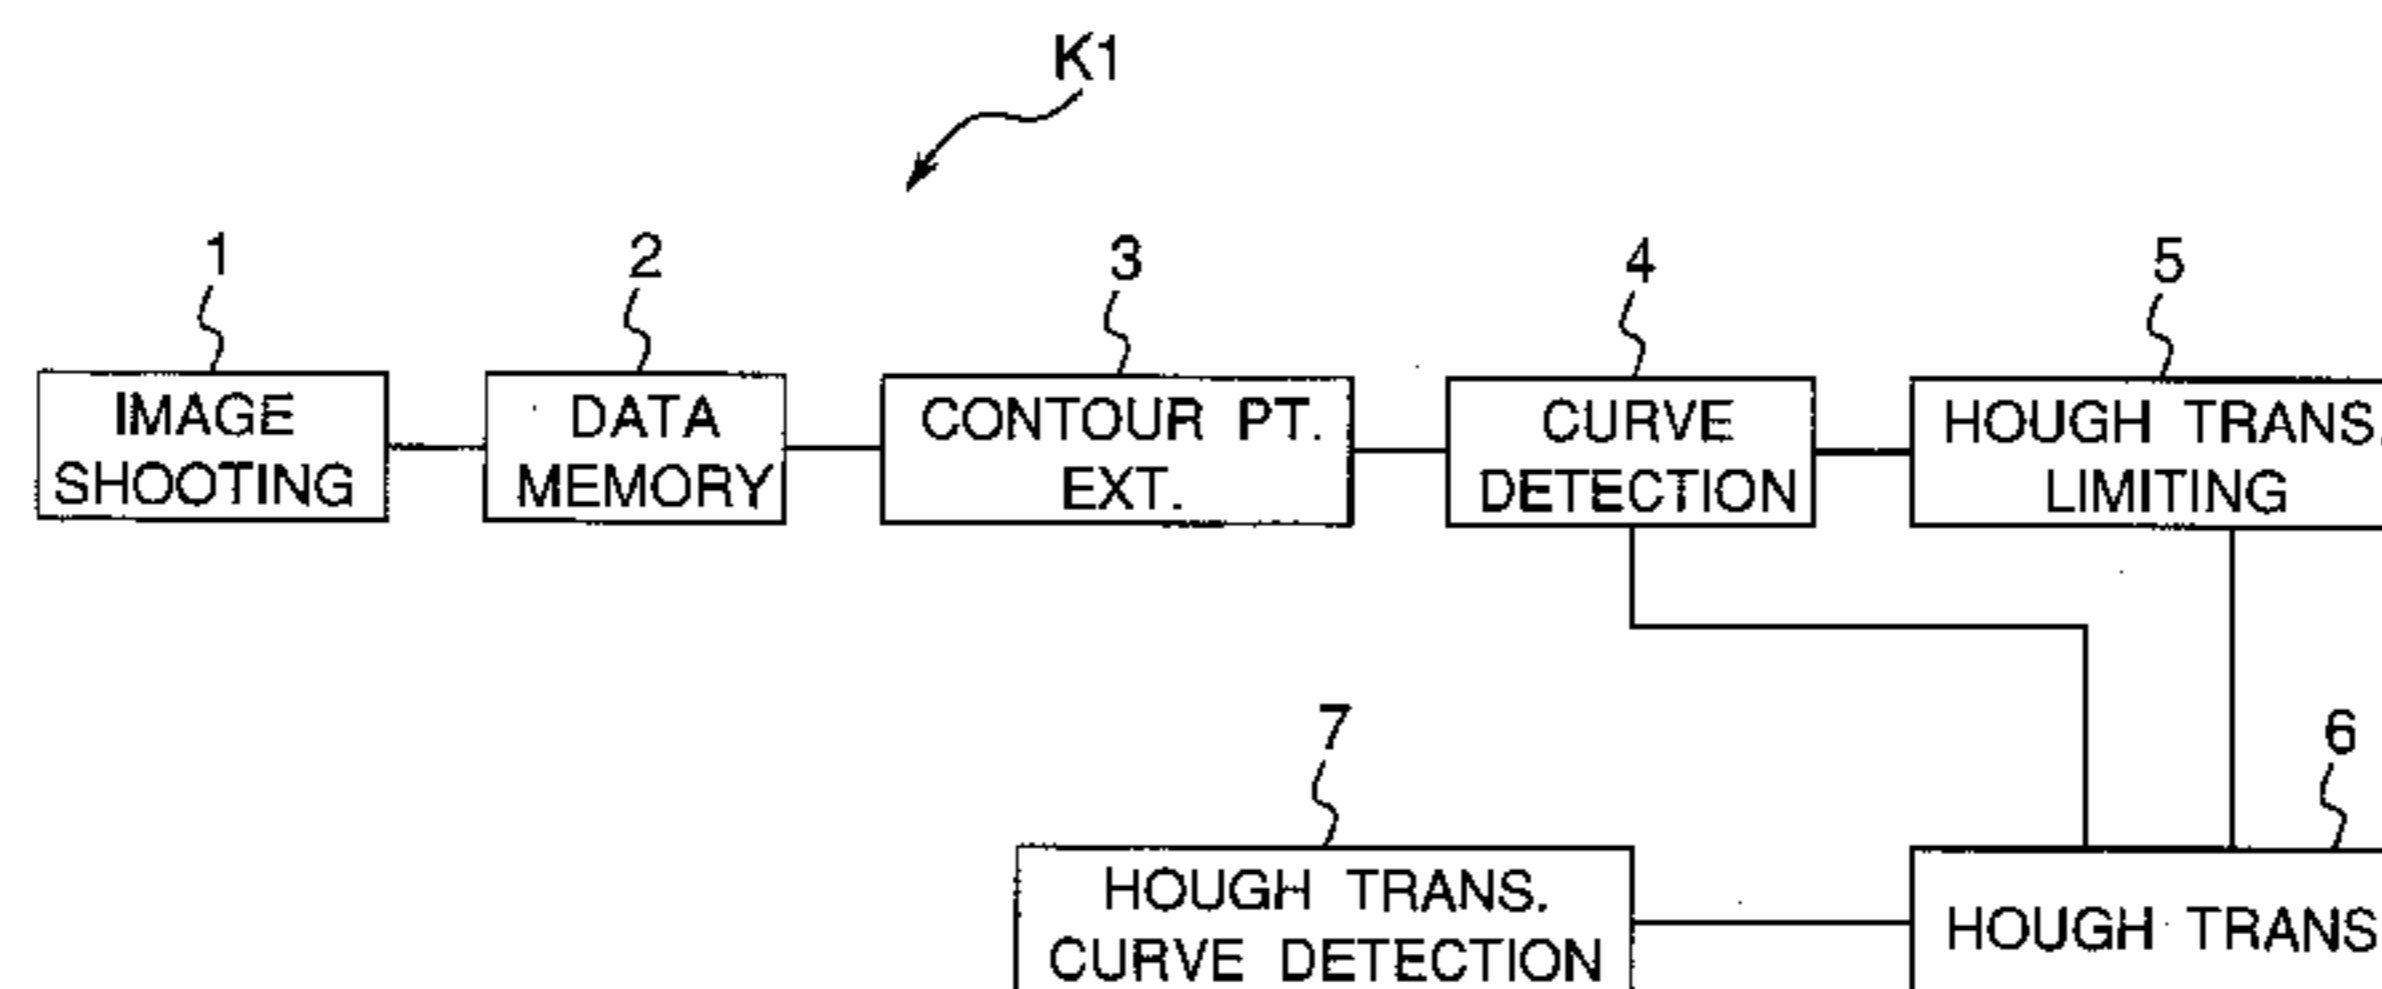 K1
1
2
3
4
5
IMAGE
SHOOTING
DATA
MEMORY
CONTOUR PT.
EXT.
CURVE
DETECTION
HOUGH TRANS.
LIMITING
7
6
HOUGH TRANS.
CURVE DETECTION
HOUGH TRANS